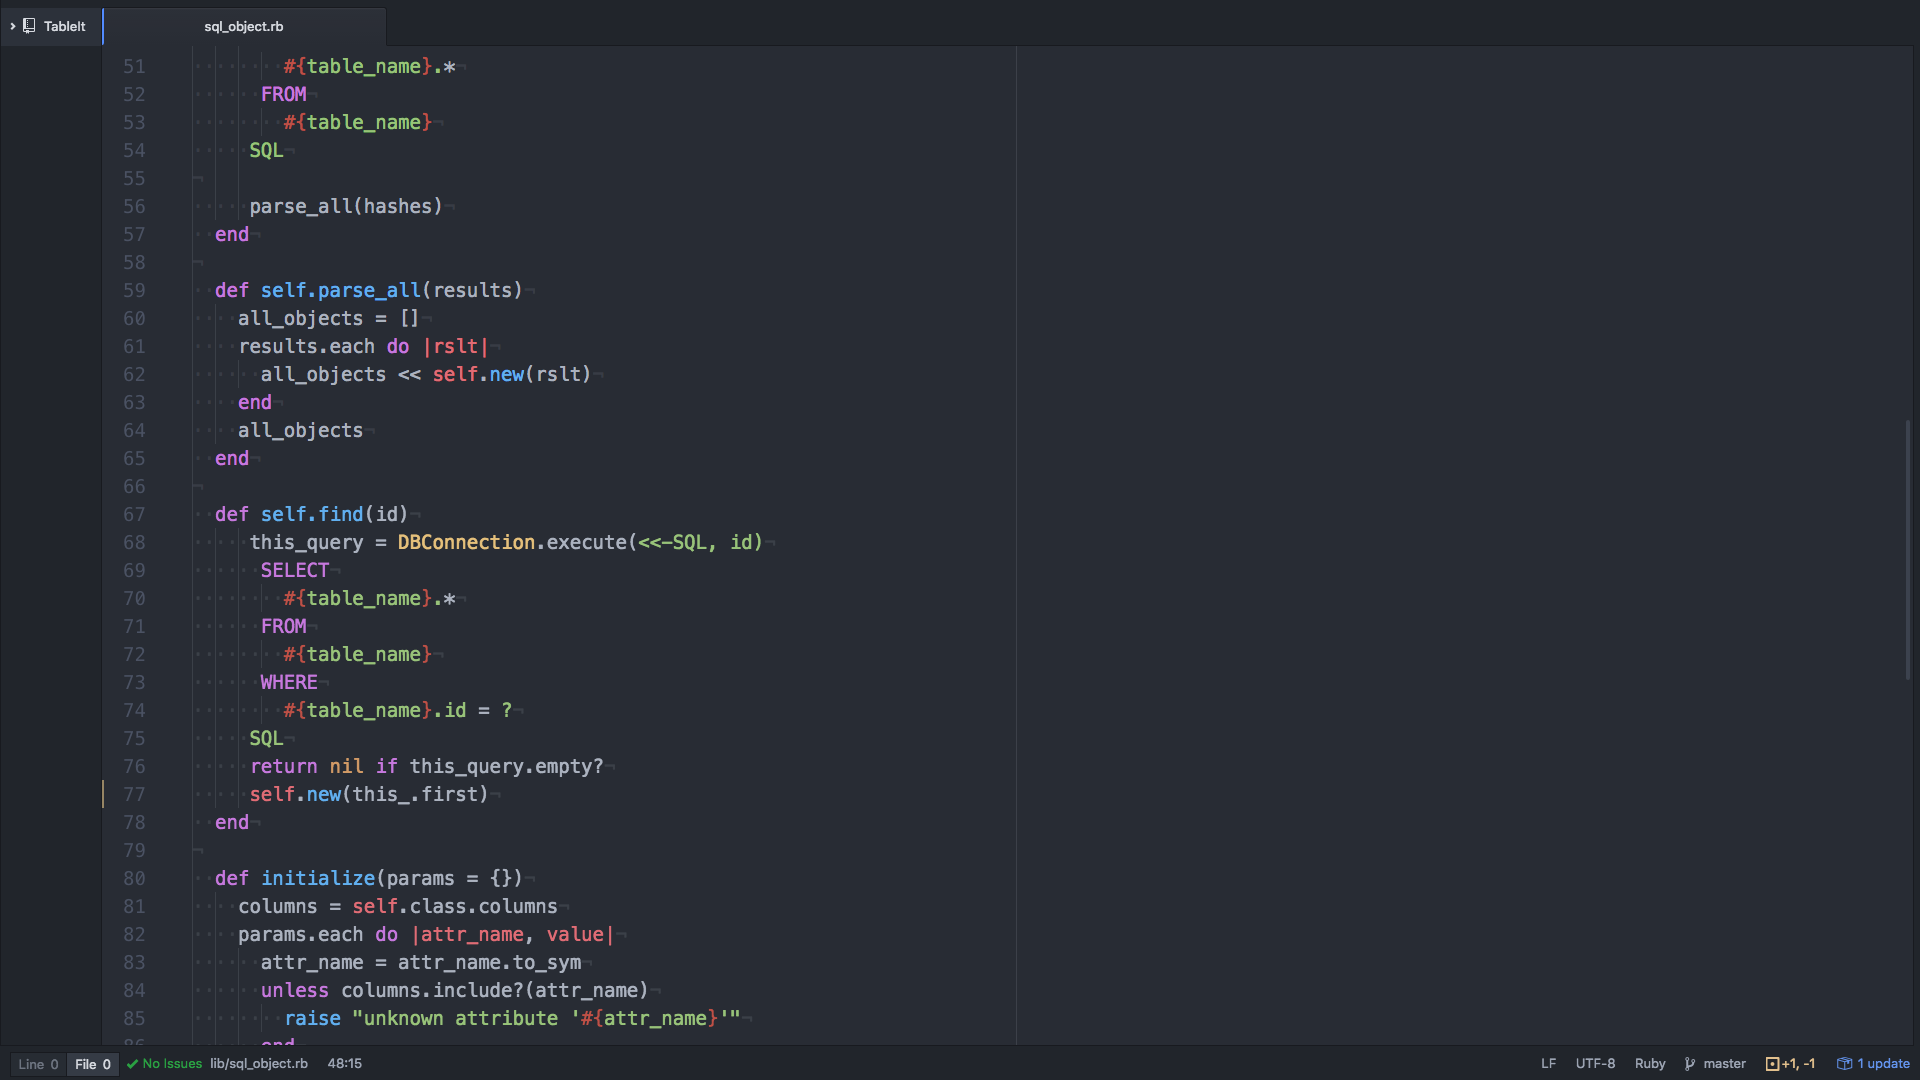 TableIt
sql_object.rb
51 #{table_name}.*
52 FROM
53 #{table_name}
54 SQL
55
56 parse_all(hashes)
57 end
58
59 def self.parse_all(results)
60 all_objects = []
61 results.each do |rslt|
62 all_objects << self.new(rslt)
63 end
64 all_objects
65 end
66
67 def self.find(id)
68 this_query = DBConnection.execute(<<-SQL, id)
69 SELECT
70 #{table_name}.*
71 FROM
72 #{table_name}
73 WHERE
74 #{table_name}.id = ?
75 SQL
76 return nil if this_query.empty?
77 self.new(this_.first)
78 end
79
80 def initialize(params = {})
81 columns = self.class.columns
82 params.each do |attr_name, value|
83 attr_name = attr_name.to_sym
84 unless columns.include?(attr_name)
85 raise "unknown attribute '#{attr_name}'"
86 end
Line 0 File 0 No Issues lib/sql_object.rb 48:15 LF UTF-8 Ruby master +1, -1 1 update